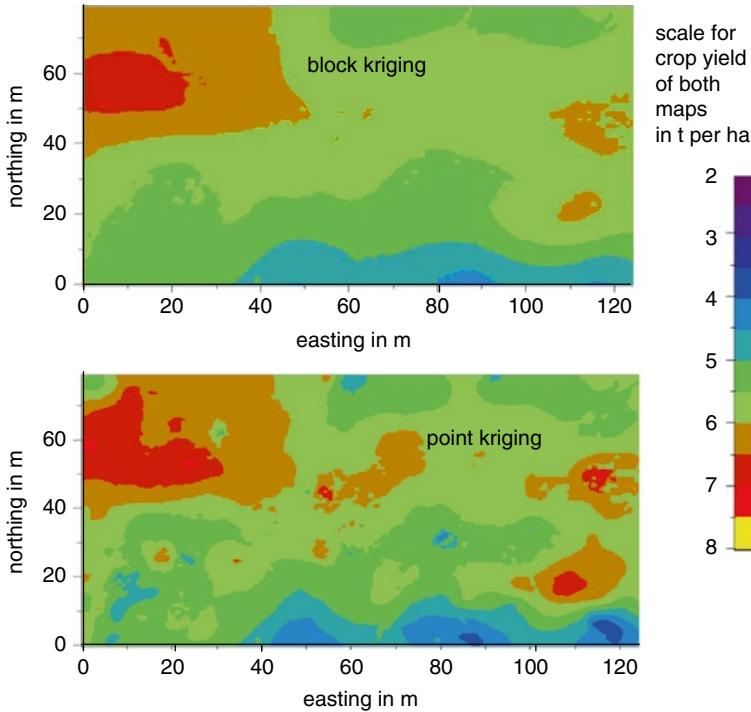 block kriging
60
40
20
0
northing in m
0 20 40 60 80 100 120
easting in m
scale for
crop yield
of both
maps
in t per ha
2
3
4
5
6
7
8
point kriging
60
40
20
0
northing in m
0 20 40 60 80 100 120
easting in m